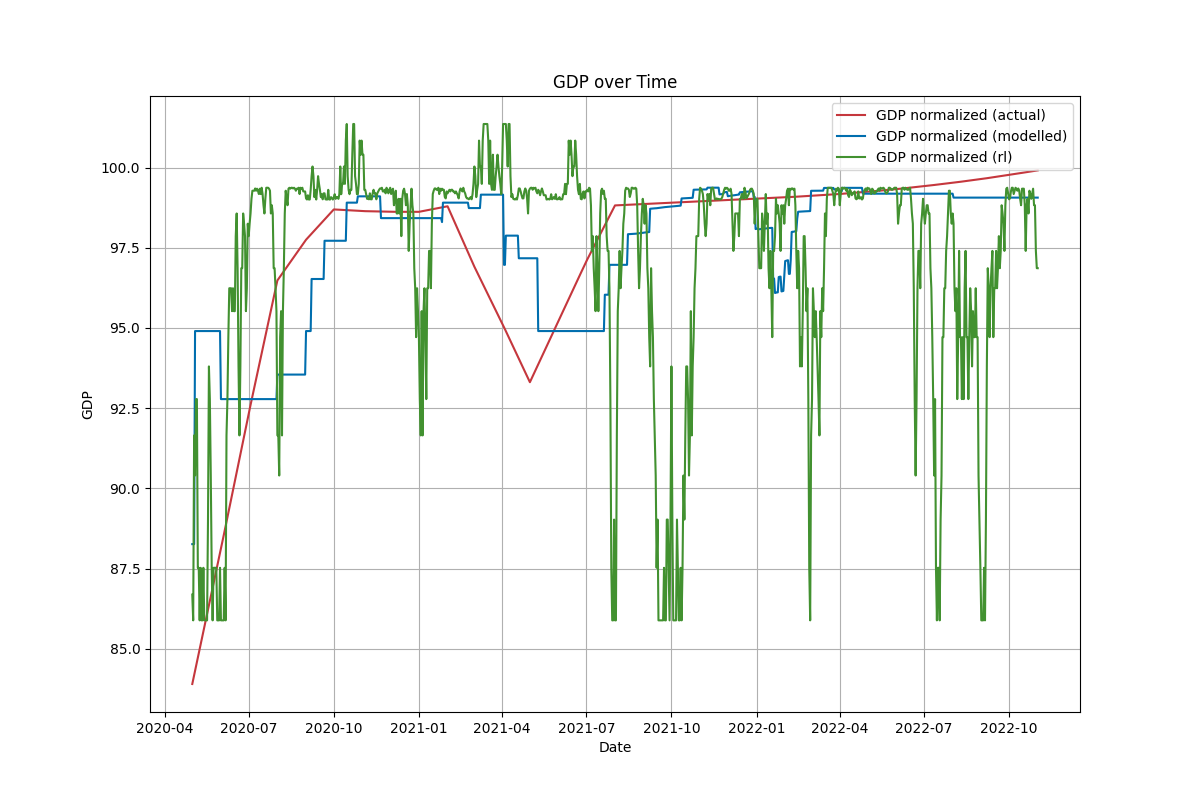 GDP over Time
GDP normalized (actual)
GDP normalized (modelled)
GDP normalized (rl)
100.0
97.5
95.0
92.5
90.0
87.5
85.0
GDP
2020-04 2020-07 2020-10 2021-01 2021-04 2021-07 2021-10 2022-01 2022-04 2022-07 2022-10
Date